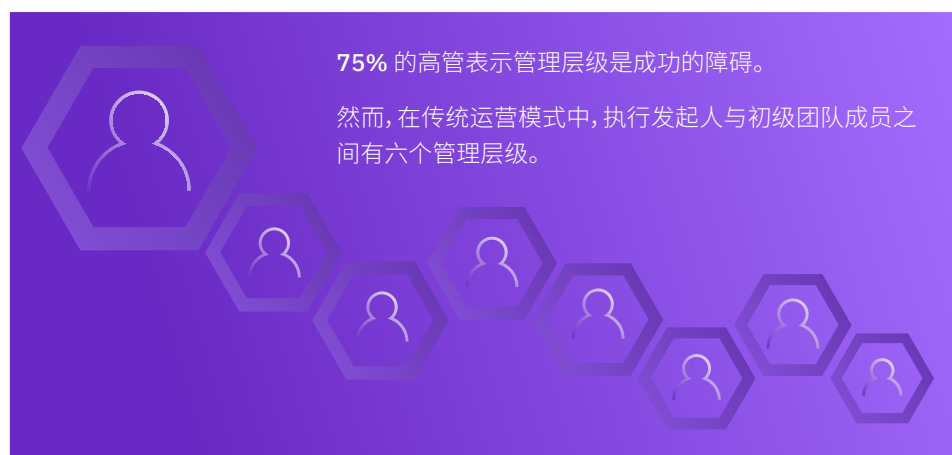 75% 的高管表示管理层级是成功的障碍。
然而，在传统运营模式中，执行发起人与初级团队成员之
间有六个管理层级。